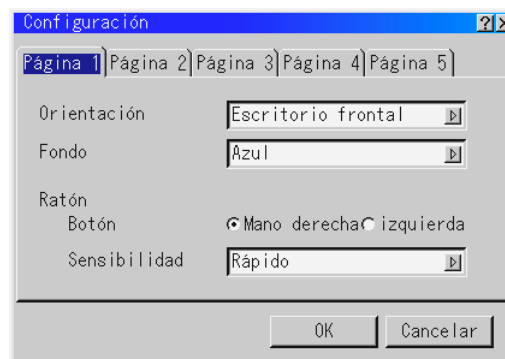 Configuración ? x
Página 1 Página 2 Página 3 Página 4 Página 5
Orientación Escritorio frontal
Fondo Azul
Ratón
Botón Mano derecha izquierda
Sensibilidad Rápido
OK Cancelar